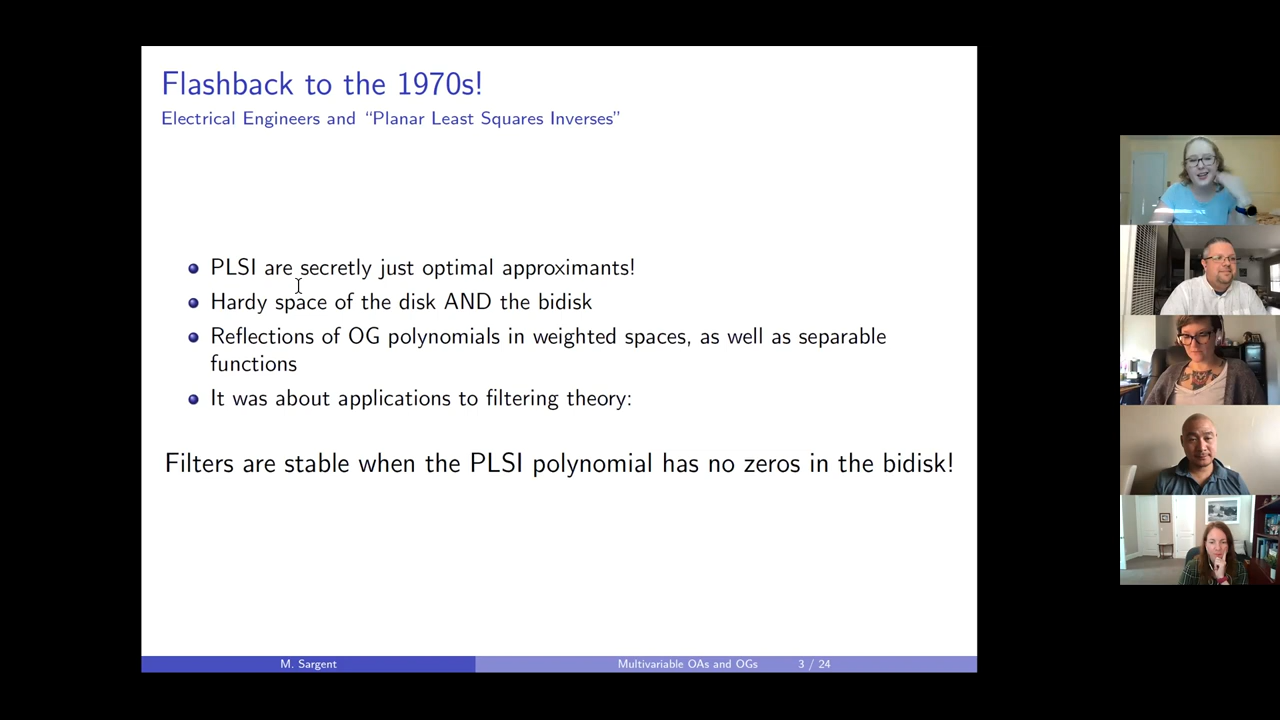 Flashback to the 1970s!
Electrical Engineers and “Planar Least Squares Inverses”
PLSI are secretly just optimal approximants!
Hardy space of the disk AND the bidisk
Reflections of OG polynomials in weighted spaces, as well as separable
functions
It was about applications to filtering theory:
Filters are stable when the PLSI polynomial has no zeros in the bidisk!
M. Sargent
Multivariable OAs and OGs
3 / 24